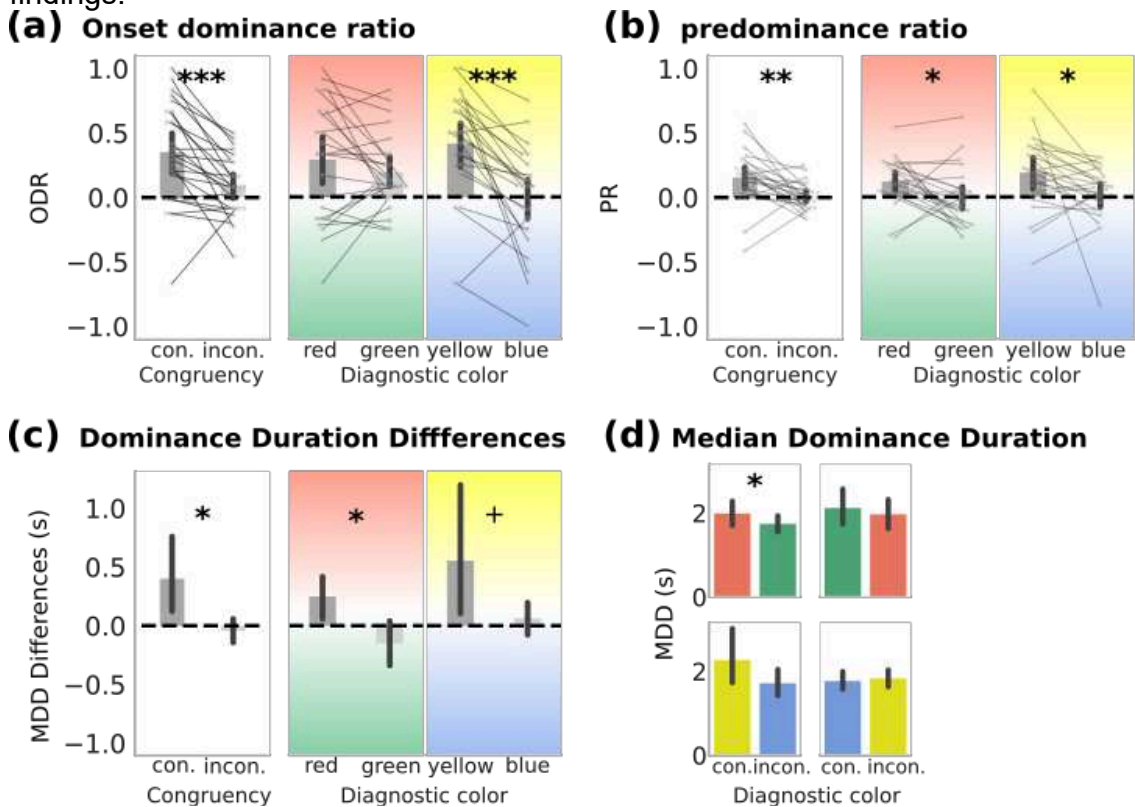 findings.
(a) Onset dominance ratio
(b) predominance ratio
ODR
1.0
0.5
0.0
−0.5
−1.0
***
***
con. incon.
Congruency
red green yellow blue
Diagnostic color
PR
1.0
0.5
0.0
−0.5
−1.0
**
*
*
con. incon.
Congruency
red green yellow blue
Diagnostic color
(c) Dominance Duration Diffferences
(d) Median Dominance Duration
MDD Differences (s)
1.0
0.5
0.0
−0.5
−1.0
*
*
+
con. incon.
Congruency
red green yellow blue
Diagnostic color
MDD (s)
2
0
*
2
0
con.incon.
con. incon.
Diagnostic color